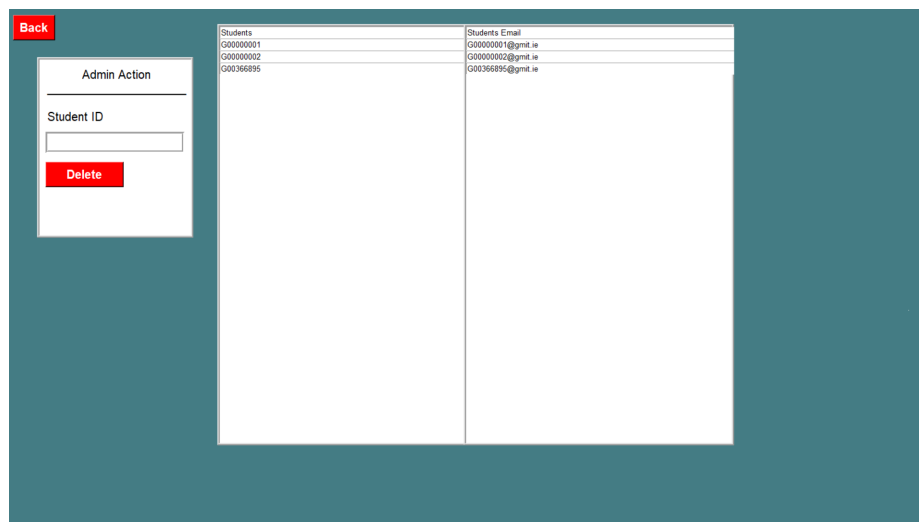 Back
Admin Action
Student ID
Delete
Students Students Email
G00000001 G00000001@gmit.ie
G00000002 G00000002@gmit.ie
G00366895 G00366895@gmit.ie